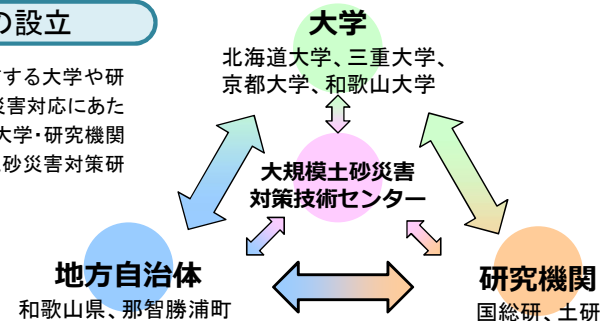 の設立
する大学や研
災害対応にあた
大学・研究機関
砂災害対策研
大学
北海道大学、三重大学、
京都大学、和歌山大学
大規模土砂災害
対策技術センター
地方自治体
和歌山県、那智勝浦町
研究機関
国総研、土研